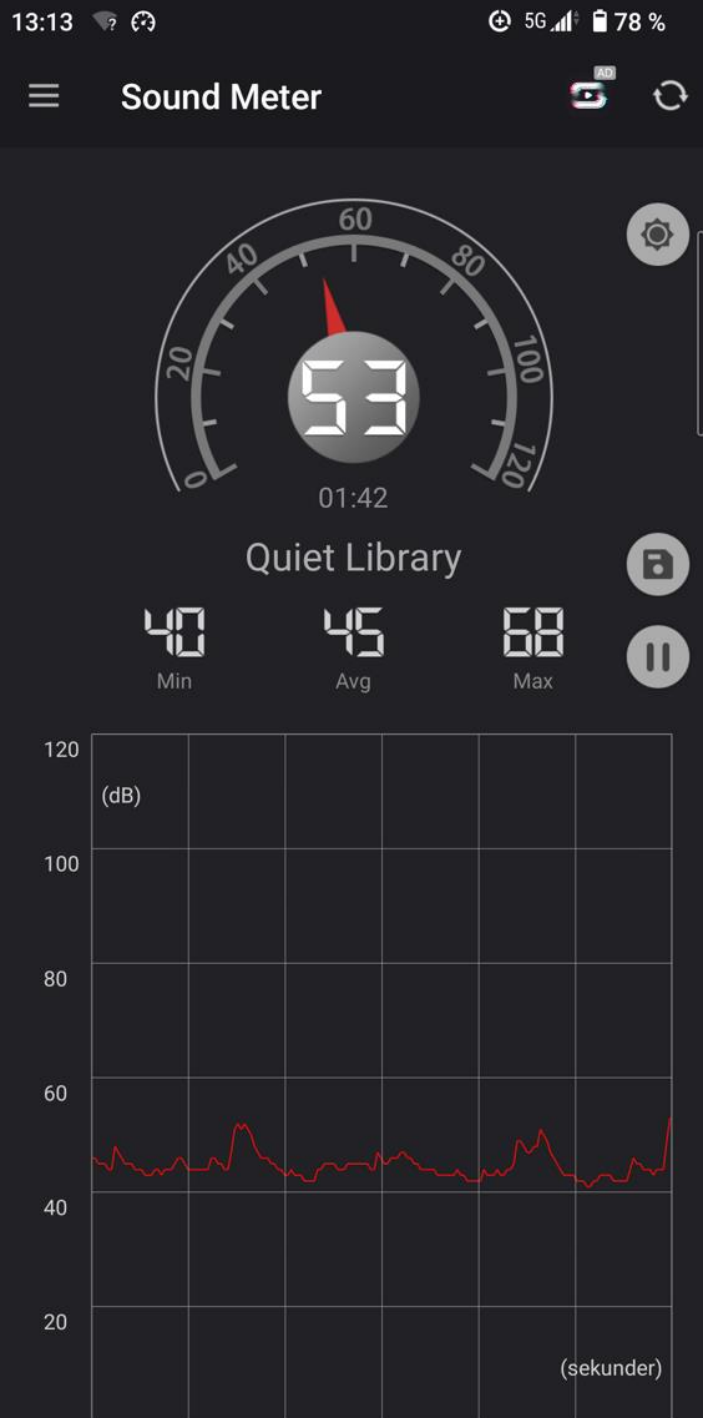 13:13 ? 5G 78 %
Sound Meter AD
0 20 40 60 80 100 120
53
01:42
Quiet Library
40 45 68
Min Avg Max
120
(dB)
100
80
60
40
20
(sekunder)